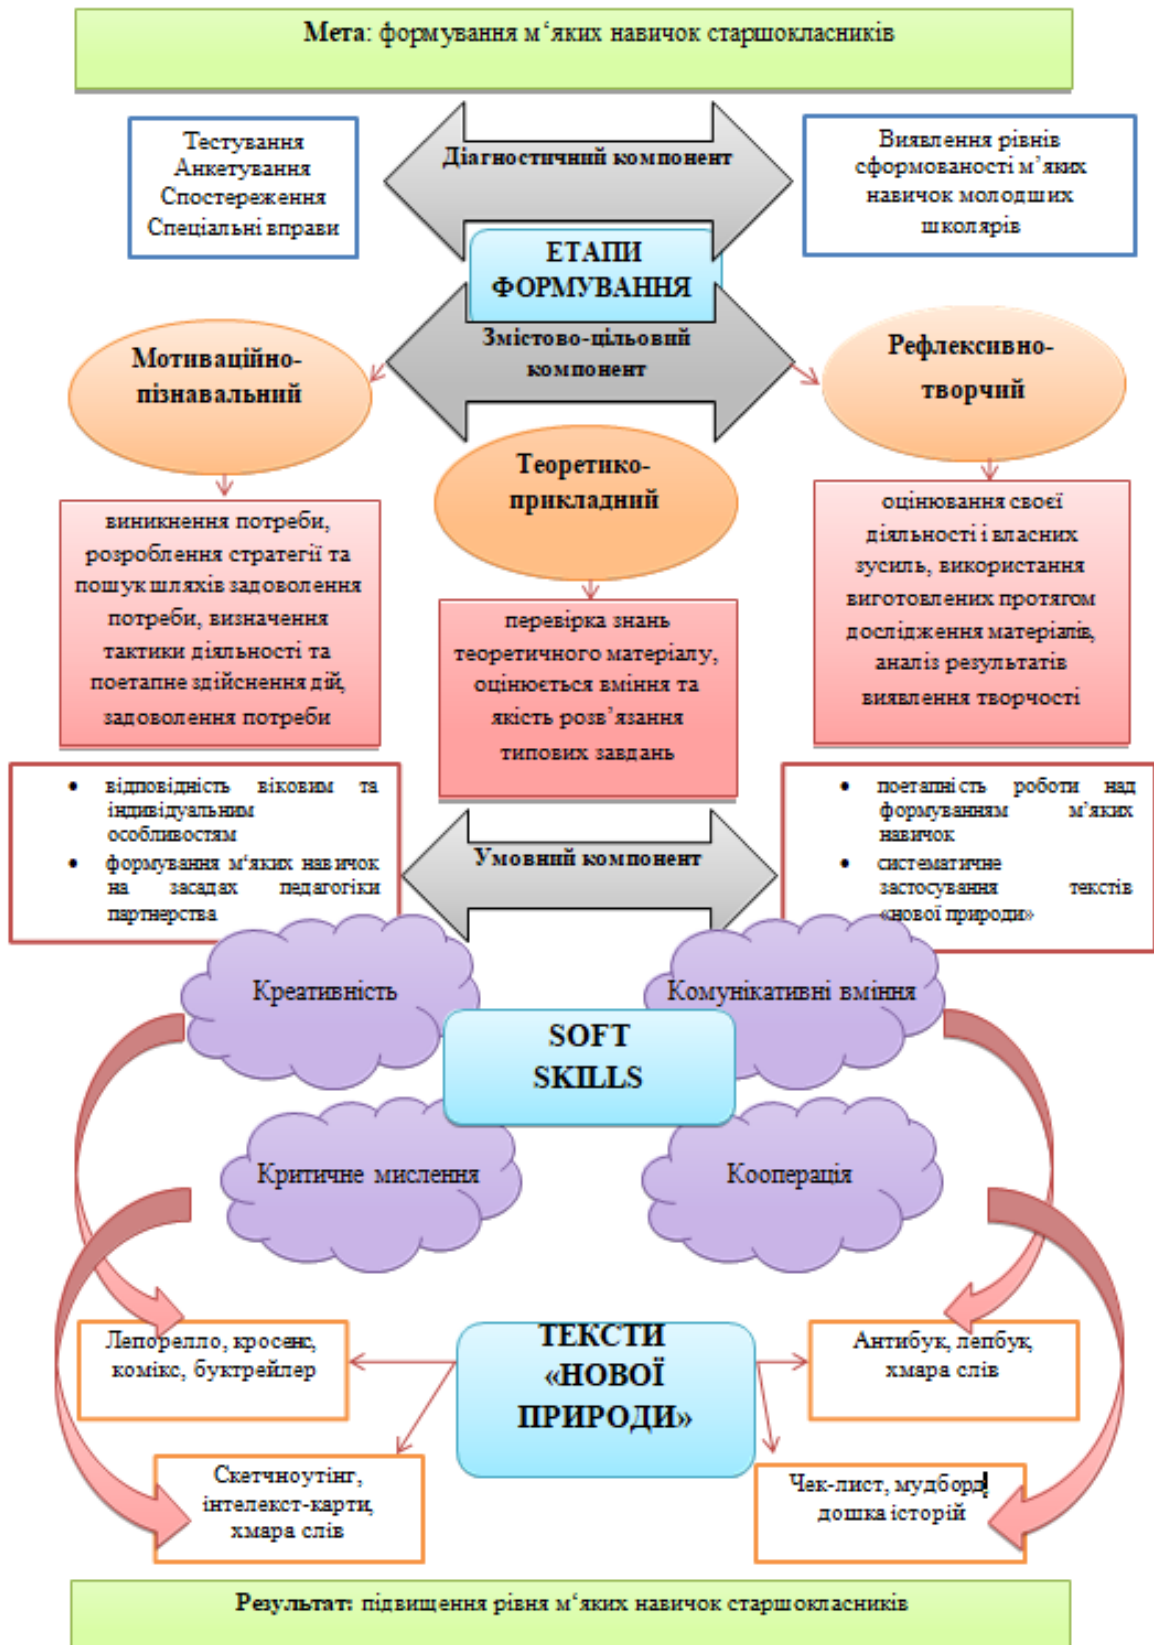 Мета: формування м‘яких навичок старшокласників
Тестування
Анкетування
Спостереження
Спеціальні вправи
Діагностичний компонент
Виявлення рівнів
сформованості м’яких
навичок молодших
школярів
ЕТАПИ
ФОРМУВАННЯ
Змістово-цільовий
компонент
Мотиваційно-
пізнавальний
Рефлексивно-
творчий
Теоретико-
прикладний
виникнення потреби,
розроблення стратегії та
пошук шляхів задоволення
потреби, визначення
тактики діяльності та
поетапне здійснення дій,
задоволення потреби
перевірка знань
теоретичного матеріалу,
оцінюється вміння та
якість розв’язання
типових завдань
оцінювання своєї
діяльності і власних
зусиль, використання
виготовлених протягом
дослідження матеріалів,
аналіз результатів
виявлення творчості
• відповідність віковим та
індивідуальним
особливостям
• формування м‘яких навичок
на засадах педагогіки
партнерства
Умовний компонент
• поетапність роботи над
формуванням м’яких
навичок
• систематичне
застосування текстів
«нової природи»
Креативність
Комунікативні вміння
SOFT
SKILLS
Критичне мислення
Кооперація
Лепорелло, кросенс,
комікс, буктрейлер
ТЕКСТИ
«НОВОЇ
ПРИРОДИ»
Антибук, лепбук,
хмара слів
Скетчноутінг,
інтелект-карти,
хмара слів
Чек-лист, мудборд,
дошка історій
Результат: підвищення рівня м‘яких навичок старшокласників